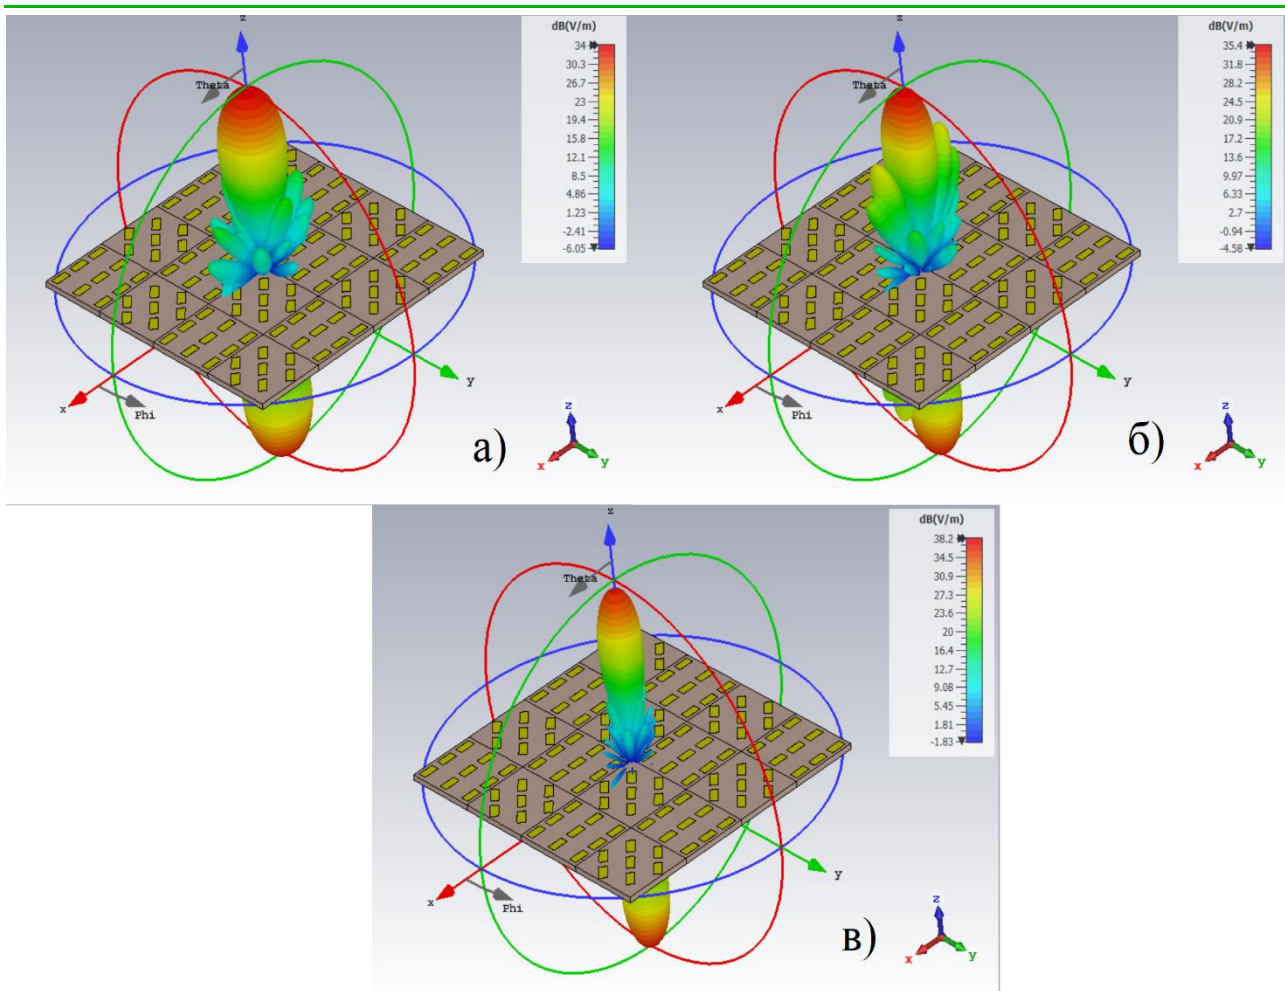 dB(V/m)
34
30.3
26.7
23
19.4
15.8
12.1
8.5
4.86
1.23
-2.41
-6.05
z
Theta
x
Phi
y
а)
z
x
y
dB(V/m)
35.4
31.8
28.2
24.5
20.9
17.2
13.6
9.97
6.33
2.7
-0.94
-4.58
z
Theta
x
Phi
y
б)
z
x
y
dB(V/m)
38.2
34.5
30.9
27.3
23.6
20
16.4
12.7
9.08
5.45
1.81
-1.83
z
Theta
x
Phi
y
в)
z
x
y